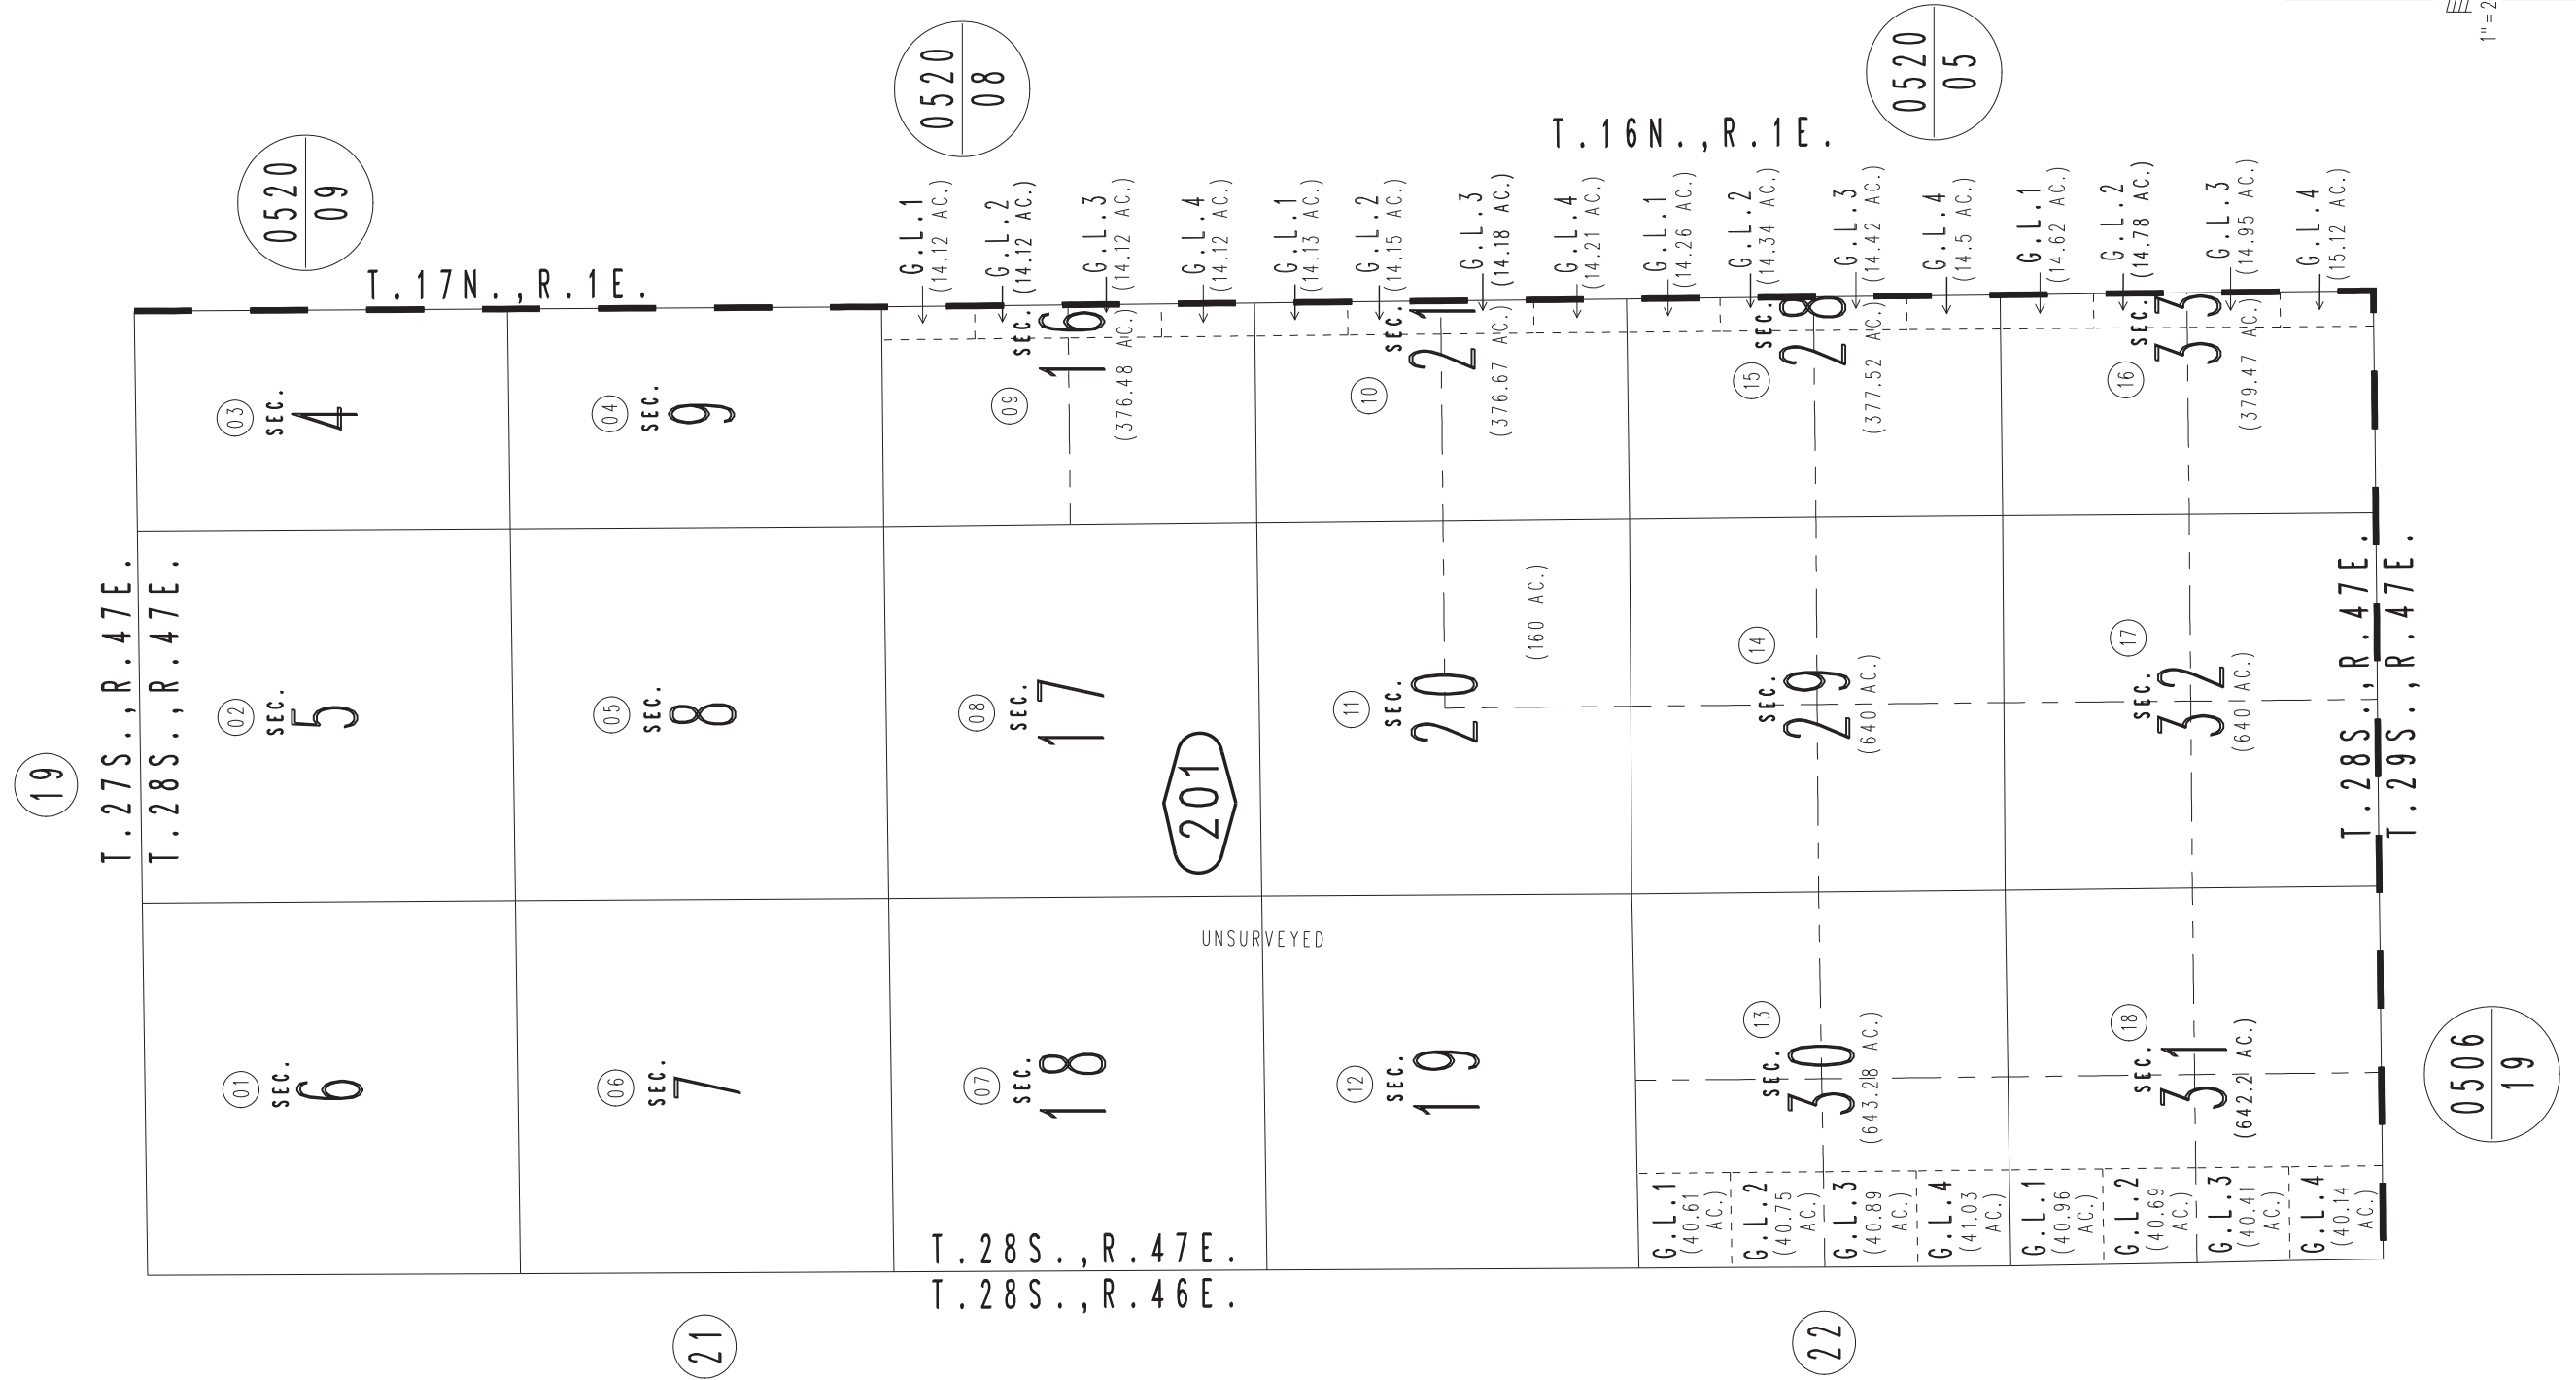 1"=2
0520
09
0520
08
0520
05
T.17N.,R.1E.
T.16N.,R.1E.
G.L.1
(14.12 AC.)
G.L.2
(14.12 AC.)
G.L.3
(14.12 AC.)
G.L.4
(14.12 AC.)
G.L.1
(14.13 AC.)
G.L.2
(14.15 AC.)
G.L.3
(14.18 AC.)
G.L.4
(14.21 AC.)
G.L.1
(14.26 AC.)
G.L.2
(14.34 AC.)
G.L.3
(14.42 AC.)
G.L.4
(14.5 AC.)
G.L.1
(14.62 AC.)
G.L.2
(14.78 AC.)
G.L.3
(14.95 AC.)
G.L.4
(15.12 AC.)
03
SEC.
4
04
SEC.
9
09
SEC.
16
(376.48 AC.)
10
SEC.
21
(376.67 AC.)
15
SEC.
28
(377.52 AC.)
16
SEC.
33
(379.47 AC.)
19
T.27S.,R.47E.
T.28S.,R.47E.
02
SEC.
5
05
SEC.
8
08
SEC.
17
201
11
SEC.
20
(160 AC.)
14
SEC.
29
(640 AC.)
17
SEC.
32
(640 AC.)
T.28S.,R.47E.
T.29S.,R.47E.
UNSURVEYED
01
SEC.
6
06
SEC.
7
07
SEC.
18
12
SEC.
19
13
SEC.
30
(643.28 AC.)
18
SEC.
31
(642.2 AC.)
0506
19
G.L.1
(40.61
AC.)
G.L.2
(40.75
AC.)
G.L.3
(40.89
AC.)
G.L.4
(41.03
AC.)
G.L.1
(40.96
AC.)
G.L.2
(40.69
AC.)
G.L.3
(40.41
AC.)
G.L.4
(40.14
AC.)
T.28S.,R.47E.
T.28S.,R.46E.
21
22